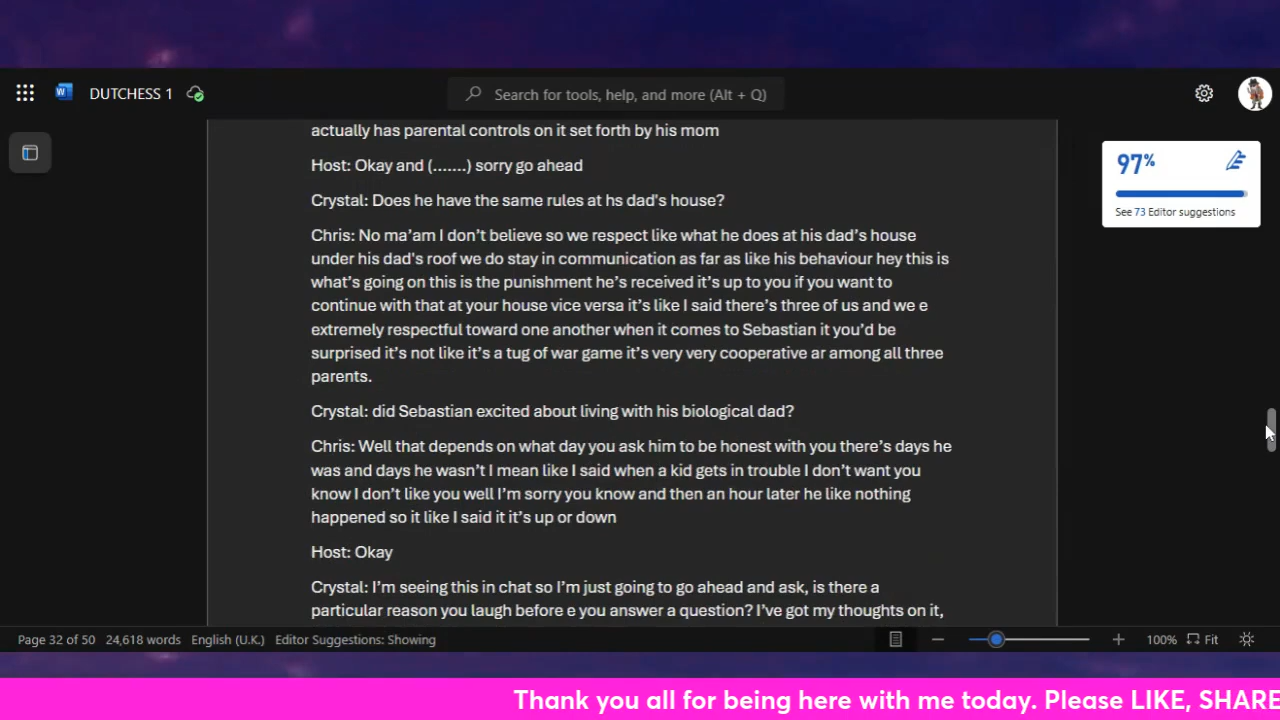 DUTCHESS 1
Search for tools, help, and more (Alt + Q)
actually has parental controls on it set forth by his mom
97%
Host: Okay and (.......) sorry go ahead
See 73 Editor suggestions
Crystal: Does he have the same rules at hs dad's house?
Chris: No ma’am I don’t believe so we respect like what he does at his dad’s house
under his dad's roof we do stay in communication as far as like his behaviour hey this is
what’s going on this is the punishment he’s received it’s up to you if you want to
continue with that at your house vice versa it’s like I said there’s three of us and we e
extremely respectful toward one another when it comes to Sebastian it you’d be
surprised it’s not like it’s a tug of war game it’s very very cooperative ar among all three
parents.
Crystal: did Sebastian excited about living with his biological dad?
Chris: Well that depends on what day you ask him to be honest with you there’s days he
was and days he wasn’t I mean like I said when a kid gets in trouble I don’t want you
know I don’t like you well I’m sorry you know and then an hour later he like nothing
happened so it like I said it it’s up or down
Host: Okay
Crystal: I’m seeing this in chat so I’m just going to go ahead and ask, is there a
particular reason you laugh before e you answer a question? I’ve got my thoughts on it,
Page 32 of 50 24,618 words English (U.K.) Editor Suggestions: Showing 100% Fit
Thank you all for being here with me today. Please LIKE, SHARE